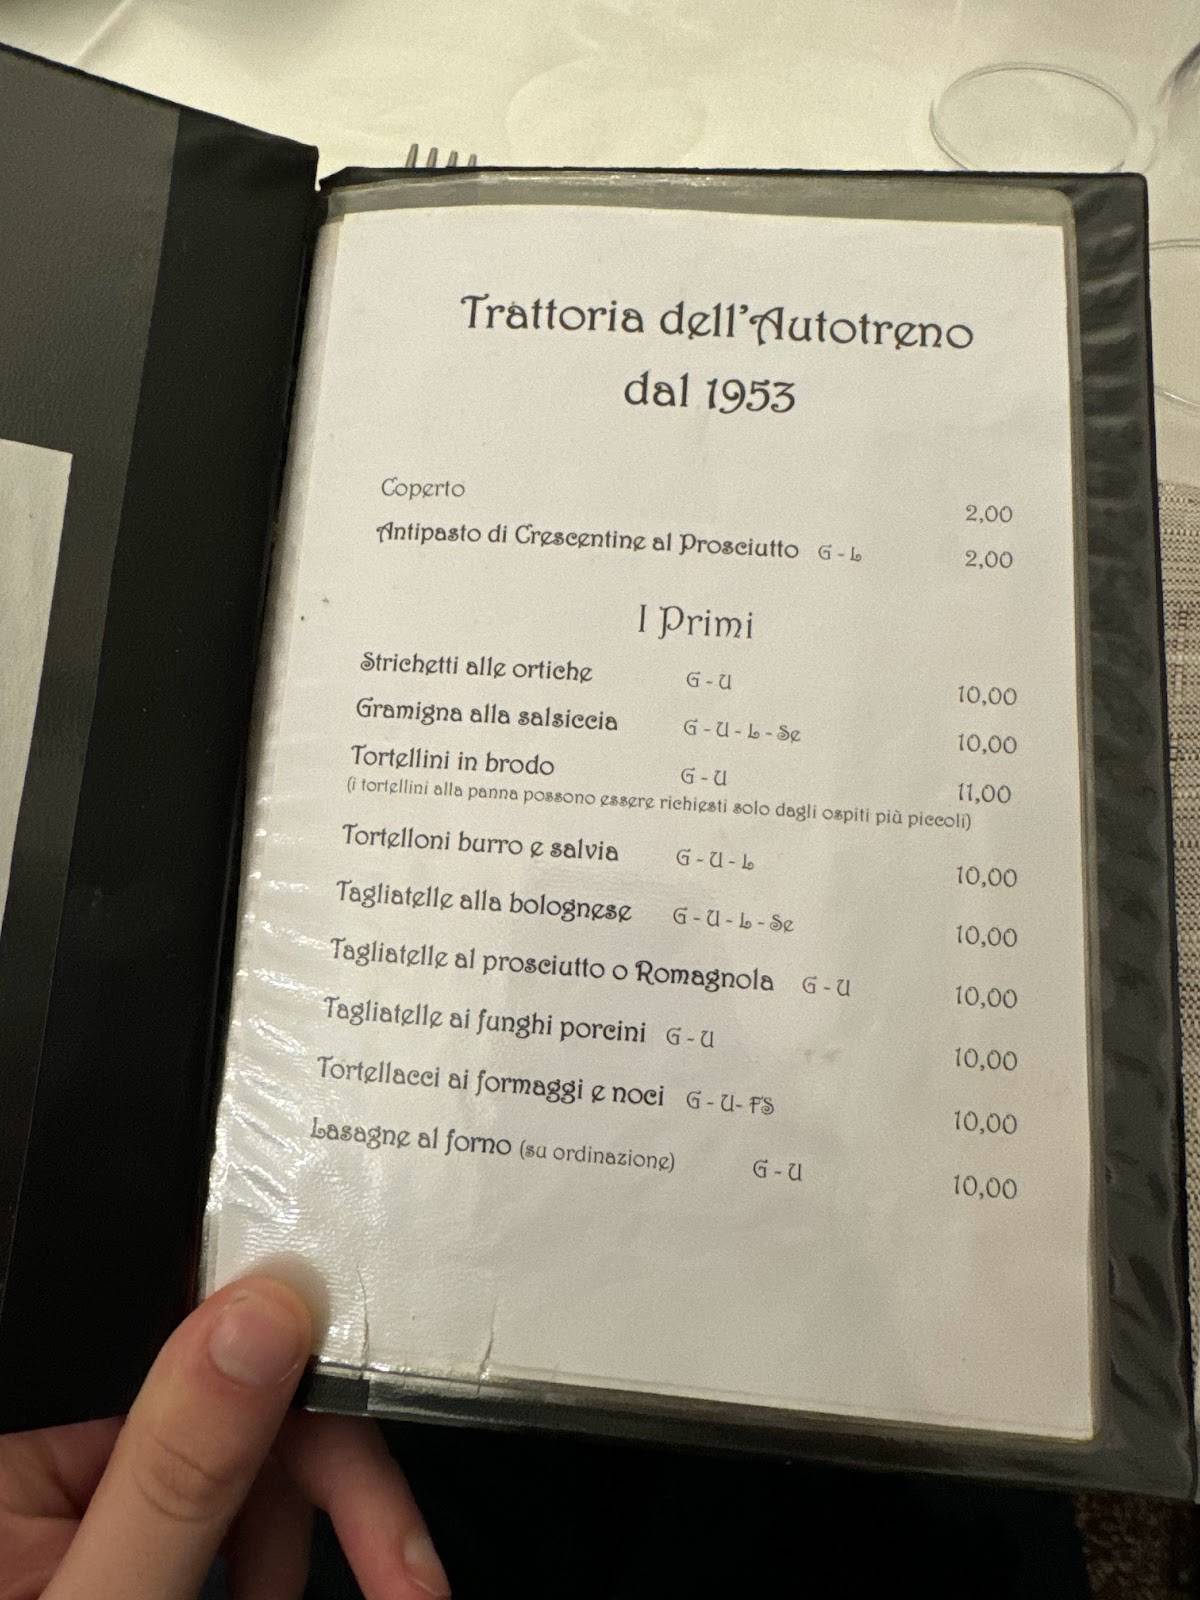 Trattoria dell'Autotreno
dal 1953
Coperto 2,00
Antipasto di Crescentine al Prosciutto G - L 2,00
I Primi
Strichetti alle ortiche G - U 10,00
Gramigna alla salsiccia G - U - L - Se 10,00
Tortellini in brodo G - U 11,00
(i tortellini alla panna possono essere richiesti solo dagli ospiti più piccoli)
Tortelloni burro e salvia G - U - L 10,00
Tagliatelle alla bolognese G - U - L - Se 10,00
Tagliatelle al prosciutto o Romagnola G - U 10,00
Tagliatelle ai funghi porcini G - U 10,00
Tortellacci ai formaggi e noci G - U- FS 10,00
Lasagne al forno (su ordinazione) G - U 10,00